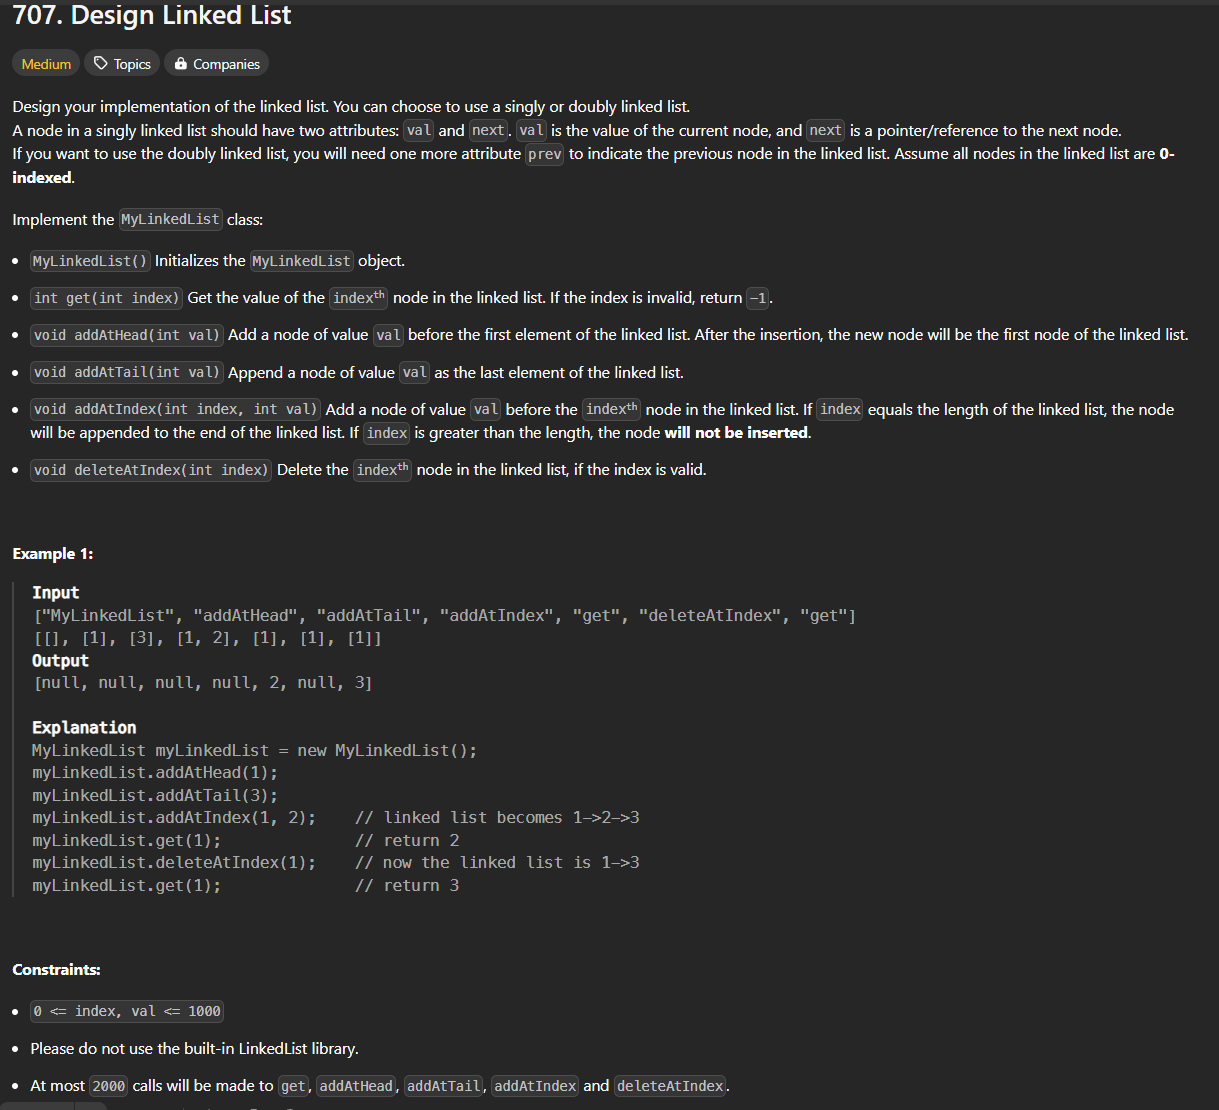 707. Design Linked List
Medium Topics Companies
Design your implementation of the linked list. You can choose to use a singly or doubly linked list.
A node in a singly linked list should have two attributes: val and next. val is the value of the current node, and next is a pointer/reference to the next node.
If you want to use the doubly linked list, you will need one more attribute prev to indicate the previous node in the linked list. Assume all nodes in the linked list are 0-
indexed.
Implement the MyLinkedList class:
• MyLinkedList() Initializes the MyLinkedList object.
• int get(int index) Get the value of the indexth node in the linked list. If the index is invalid, return -1.
• void addAtHead(int val) Add a node of value val before the first element of the linked list. After the insertion, the new node will be the first node of the linked list.
• void addAtTail(int val) Append a node of value val as the last element of the linked list.
• void addAtIndex(int index, int val) Add a node of value val before the indexth node in the linked list. If index equals the length of the linked list, the node
will be appended to the end of the linked list. If index is greater than the length, the node will not be inserted.
• void deleteAtIndex(int index) Delete the indexth node in the linked list, if the index is valid.
Example 1:
Input
["MyLinkedList", "addAtHead", "addAtTail", "addAtIndex", "get", "deleteAtIndex", "get"]
[[], [1], [3], [1, 2], [1], [1], [1]]
Output
[null, null, null, null, 2, null, 3]
Explanation
MyLinkedList myLinkedList = new MyLinkedList();
myLinkedList.addAtHead(1);
myLinkedList.addAtTail(3);
myLinkedList.addAtIndex(1, 2);    // linked list becomes 1->2->3
myLinkedList.get(1);              // return 2
myLinkedList.deleteAtIndex(1);    // now the linked list is 1->3
myLinkedList.get(1);              // return 3
Constraints:
• 0 <= index, val <= 1000
• Please do not use the built-in LinkedList library.
• At most 2000 calls will be made to get, addAtHead, addAtTail, addAtIndex and deleteAtIndex.